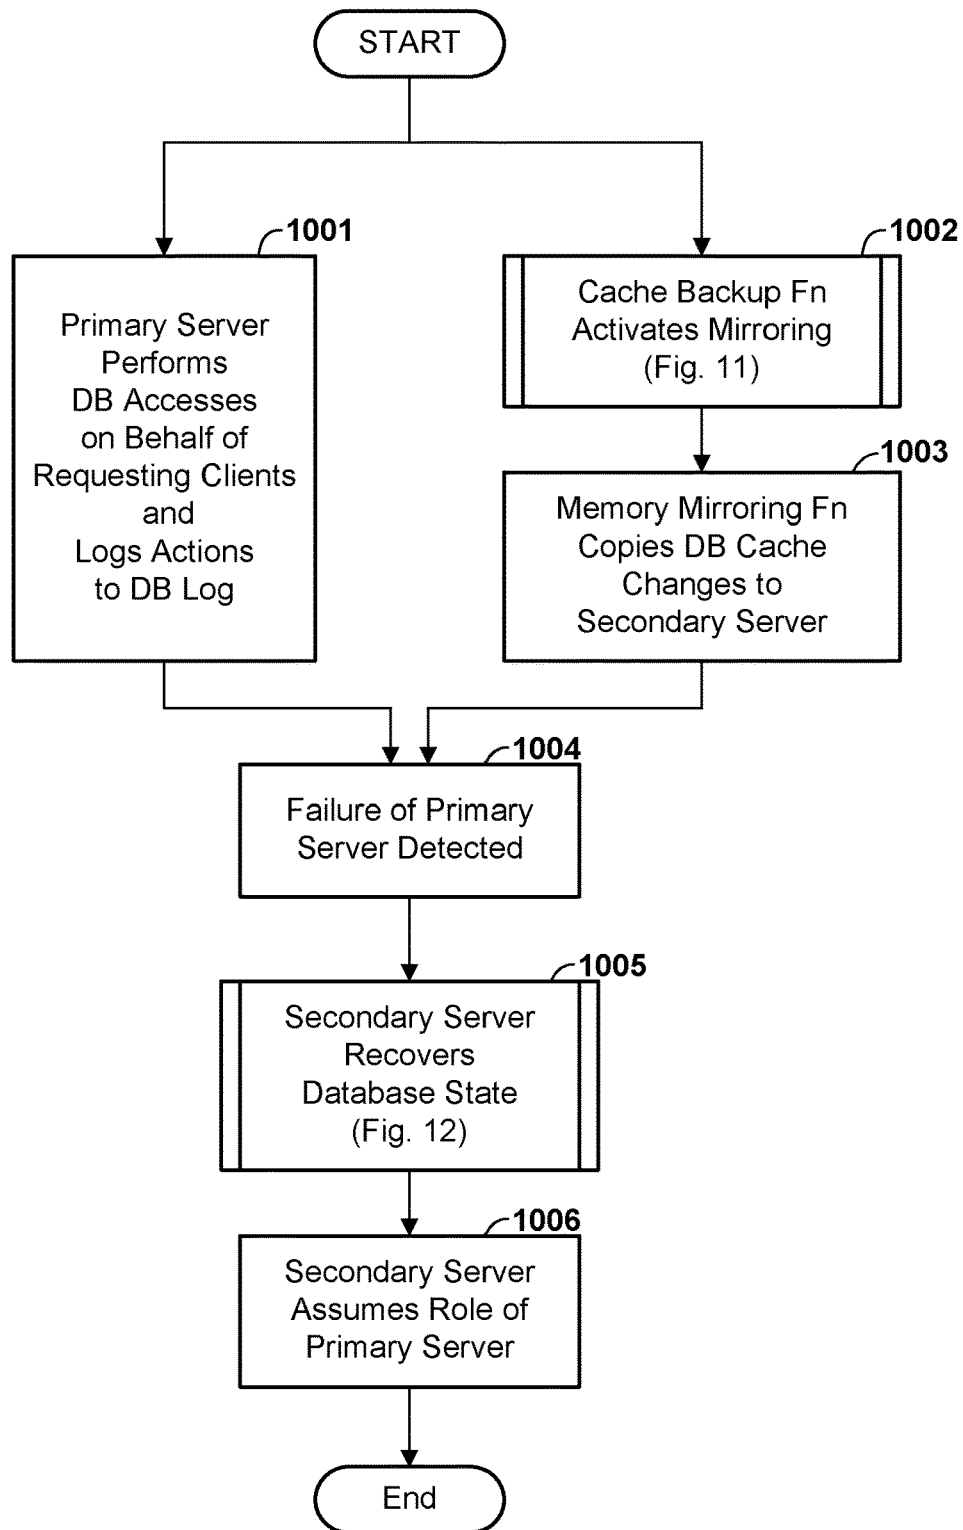 START
1001
Primary Server
Performs
DB Accesses
on Behalf of
Requesting Clients
and
Logs Actions
to DB Log
1002
Cache Backup Fn
Activates Mirroring
(Fig. 11)
1003
Memory Mirroring Fn
Copies DB Cache
Changes to
Secondary Server
1004
Failure of Primary
Server Detected
1005
Secondary Server
Recovers
Database State
(Fig. 12)
1006
Secondary Server
Assumes Role of
Primary Server
End